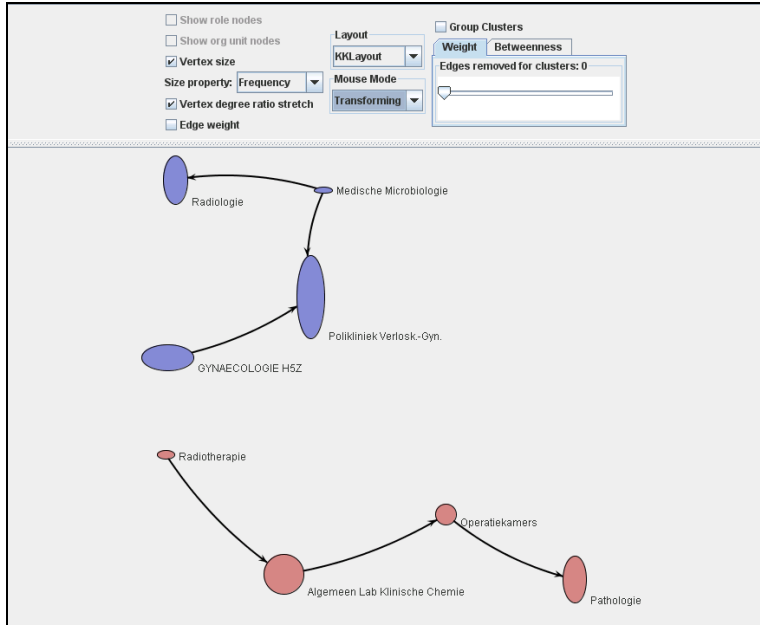 Show role nodes
Show org unit nodes
Vertex size
Size property: Frequency
Vertex degree ratio stretch
Edge weight
Layout
KKLayout
Mouse Mode
Transforming
Group Clusters
Weight Betweenness
Edges removed for clusters: 0
Radiologie
Medische Microbiologie
Polikliniek Verlosk.-Gyn.
GYNAECOLOGIE H5Z
Radiotherapie
Operatiekamers
Algemeen Lab Klinische Chemie
Pathologie